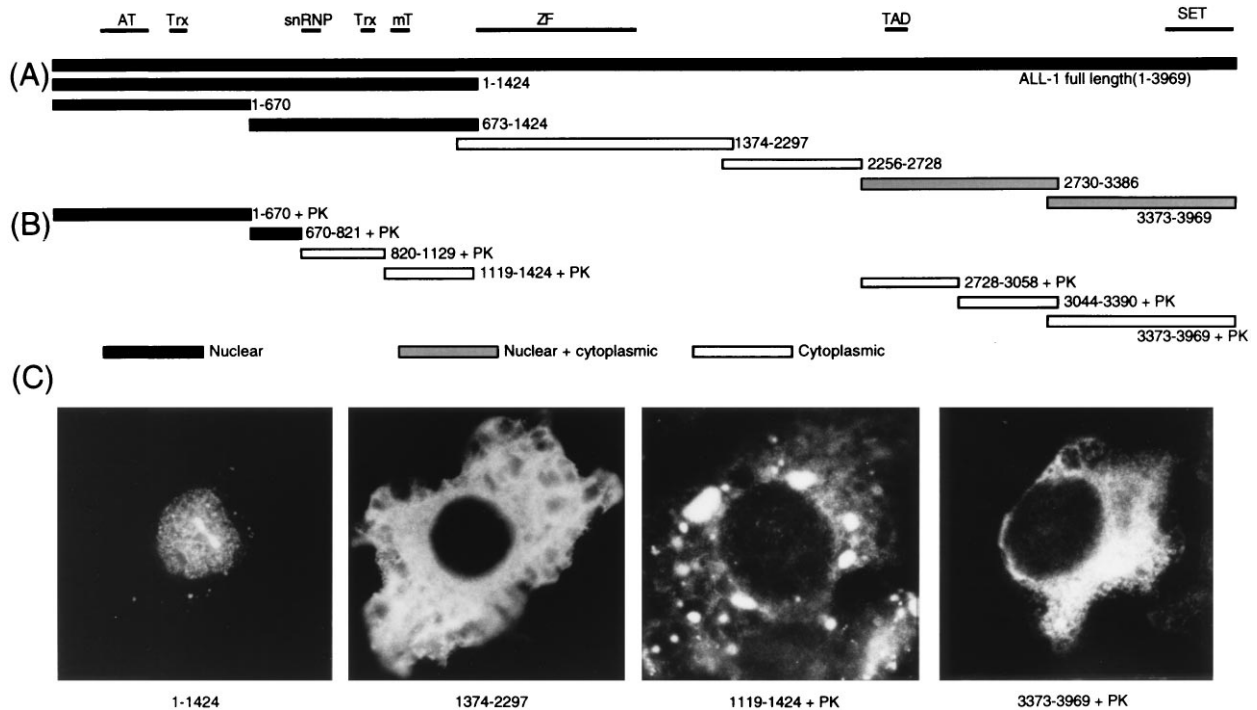 AT Trx snRNP Trx mT ZF TAD SET
(A)
ALL-1 full length(1-3969)
1-1424
1-670
673-1424
1374-2297
2256-2728
2730-3386
3373-3969
(B)
1-670 + PK
670-821 + PK
820-1129 + PK
1119-1424 + PK
2728-3058 + PK
3044-3390 + PK
3373-3969 + PK
Nuclear Nuclear + cytoplasmic Cytoplasmic
(C)
1-1424 1374-2297 1119-1424 + PK 3373-3969 + PK